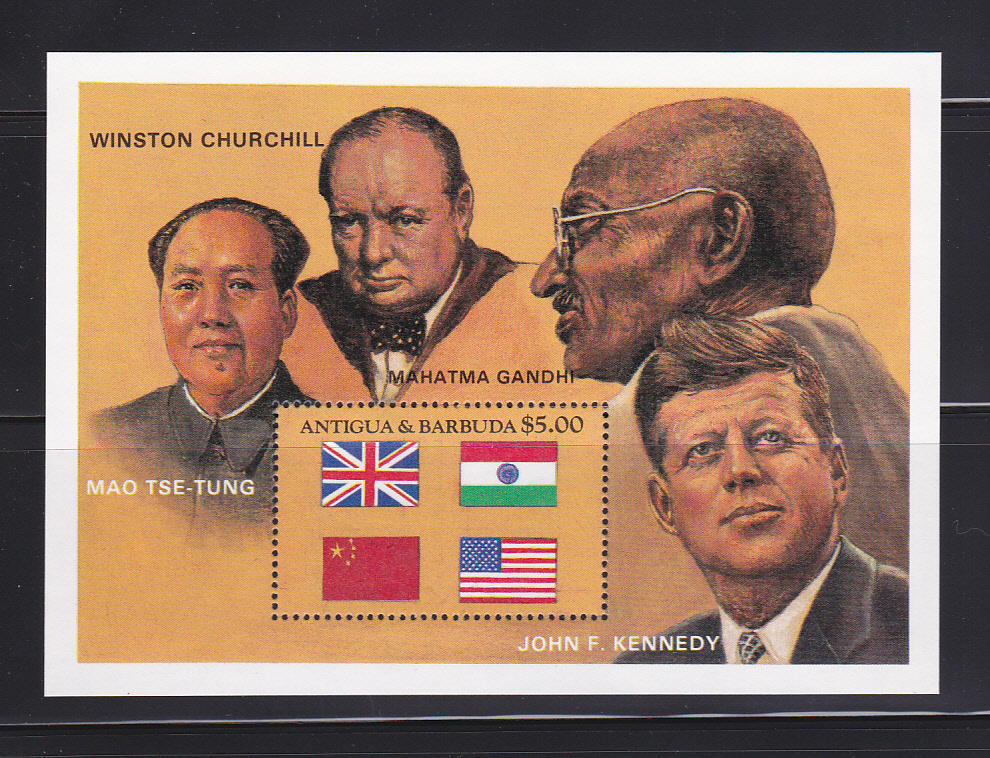 WINSTON CHURCHILL
MAHATMA GANDHI
ANTIGUA & BARBUDA $5.00
MAO TSE-TUNG
JOHN F. KENNEDY